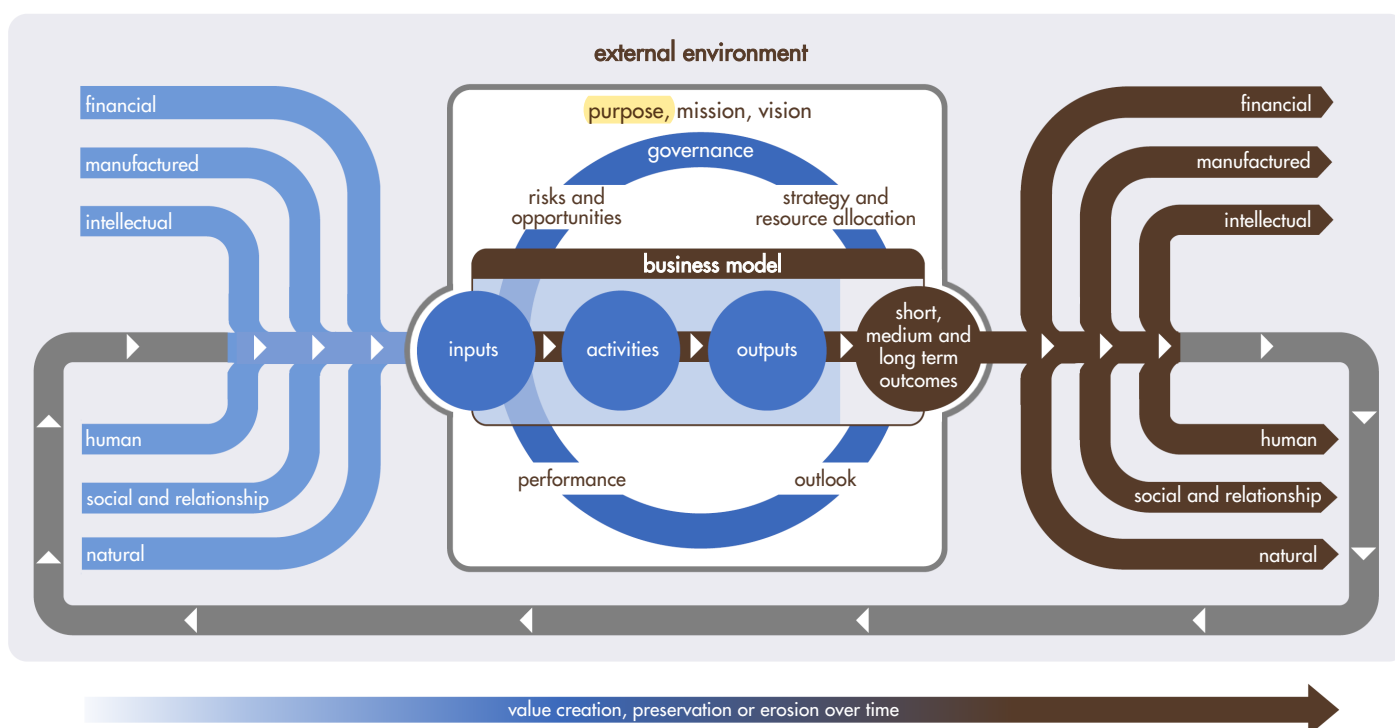 external environment
financial
manufactured
intellectual
human
social and relationship
natural
purpose, mission, vision
governance
risks and
opportunities
strategy and
resource allocation
business model
inputs
activities
outputs
short,
medium and
long term
outcomes
performance
outlook
financial
manufactured
intellectual
human
social and relationship
natural
value creation, preservation or erosion over time